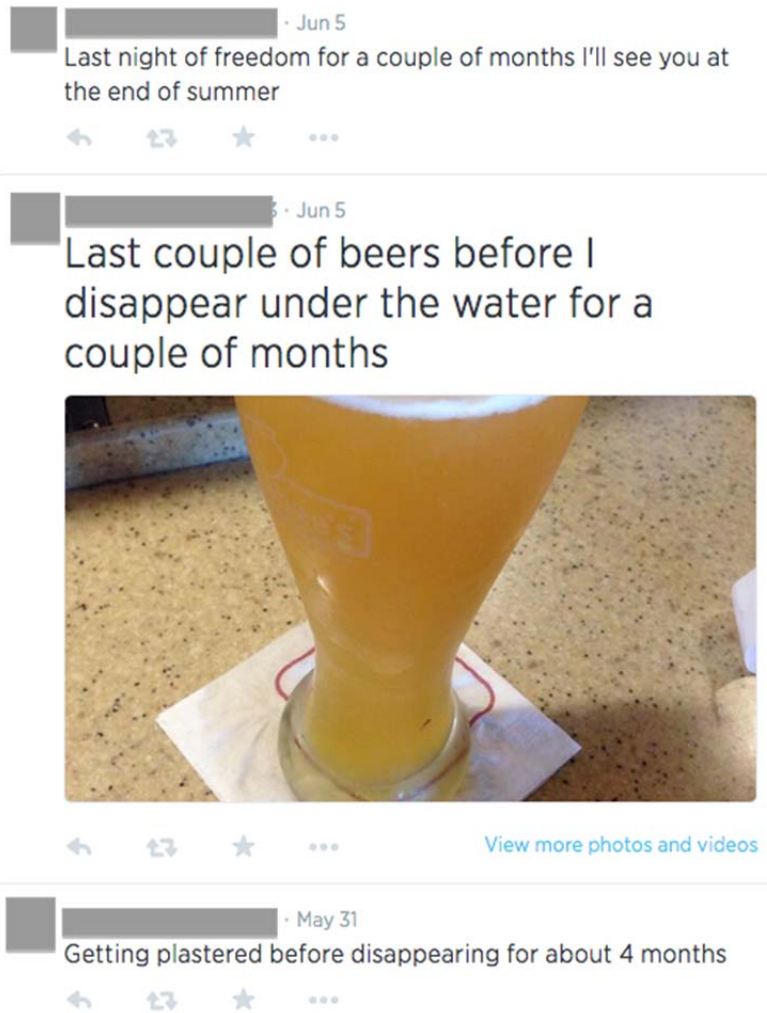 · Jun 5
Last night of freedom for a couple of months I'll see you at
the end of summer
· Jun 5
Last couple of beers before I
disappear under the water for a
couple of months
View more photos and videos
· May 31
Getting plastered before disappearing for about 4 months